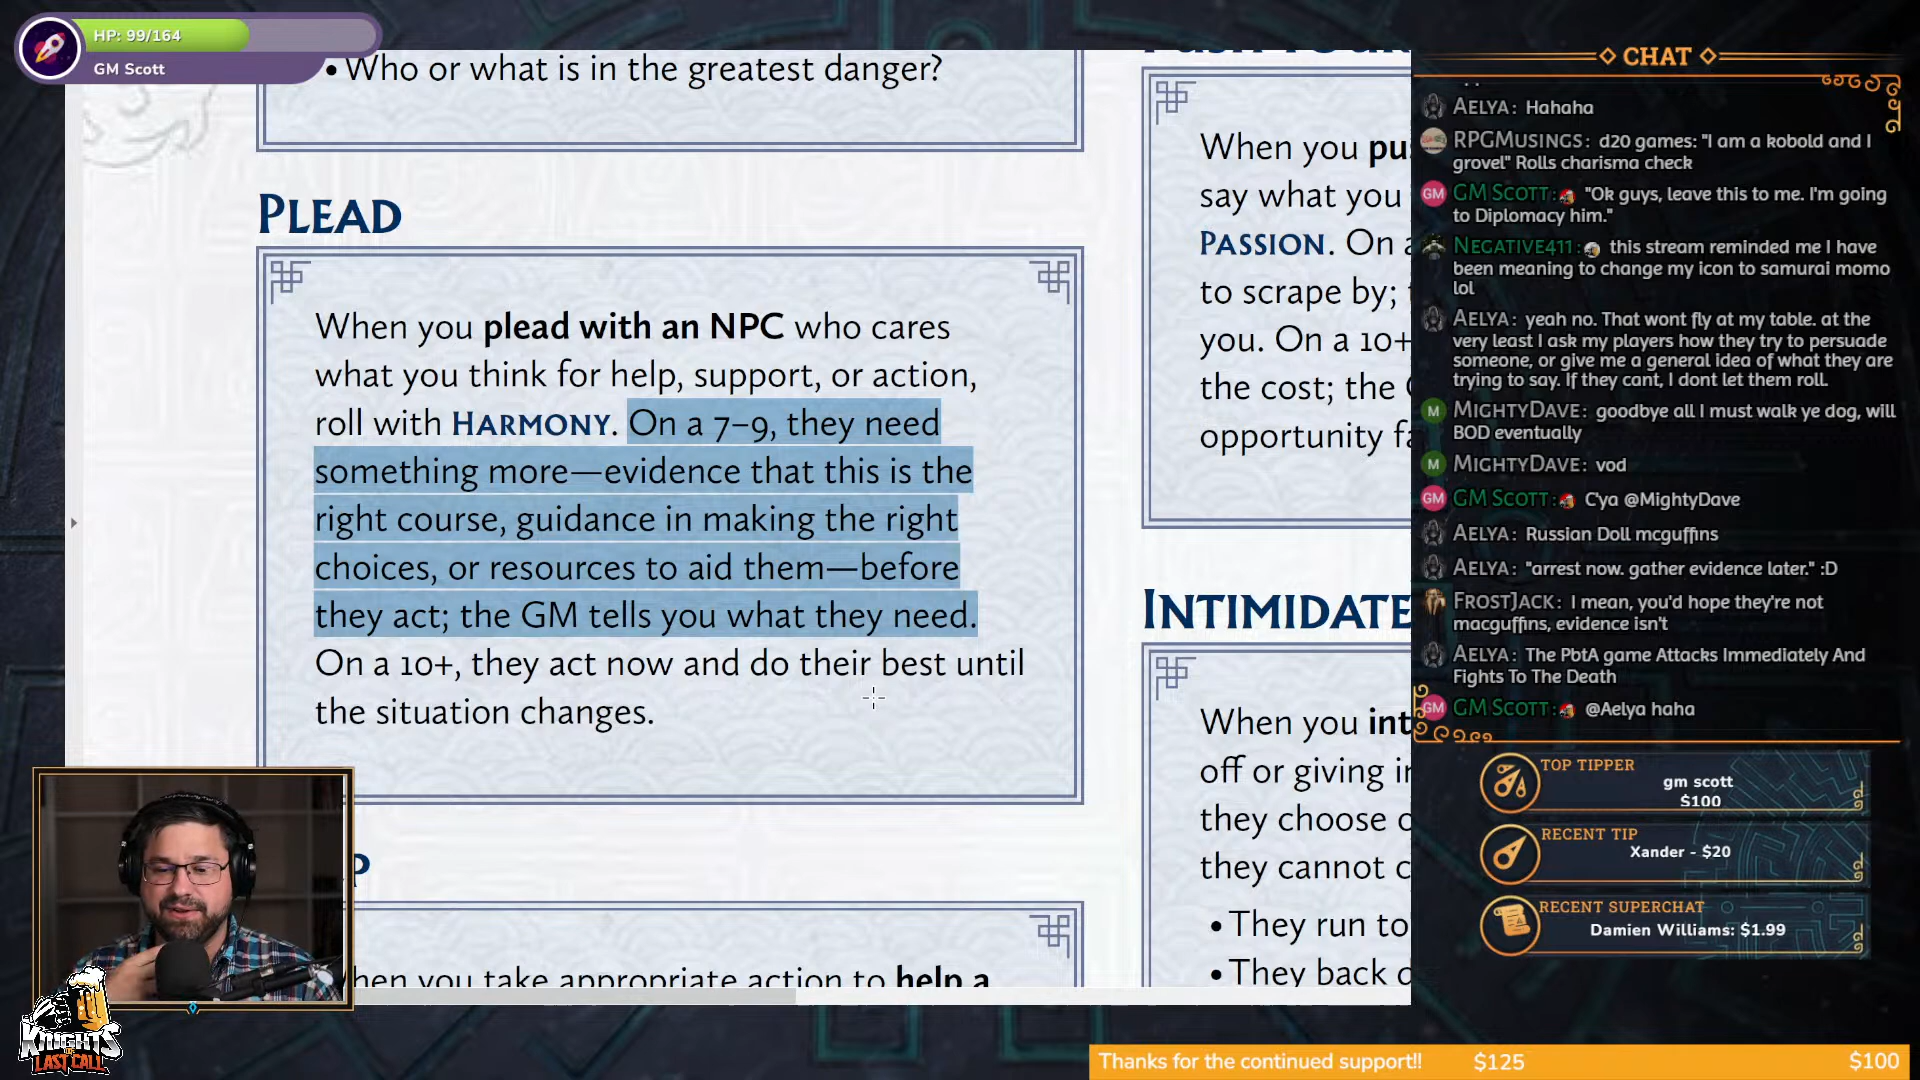 HP: 99/164
GM Scott
• Who or what is in the greatest danger?
PLEAD
When you plead with an NPC who cares
what you think for help, support, or action,
roll with HARMONY. On a 7–9, they need
something more—evidence that this is the
right course, guidance in making the right
choices, or resources to aid them—before
they act; the GM tells you what they need.
On a 10+, they act now and do their best until
the situation changes.
hen you take appropriate action to help a
When you pu
say what you
PASSION. On a
to scrape by;
you. On a 10+
the cost; the
opportunity fa
INTIMIDATE
When you int
off or giving in
they choose
they cannot c
• They run to
• They back
CHAT
AELYA: Hahaha
RPGMUSINGS: d20 games: "I am a kobold and I
grovel" Rolls charisma check
GM SCOTT: "Ok guys, leave this to me. I'm going
to Diplomacy him."
NEGATIVE411: this stream reminded me I have
been meaning to change my icon to samurai momo
lol
AELYA: yeah no. That wont fly at my table. at the
very least I ask my players how they try to persuade
someone, or give me a general idea of what they are
trying to say. If they cant, I dont let them roll.
M MIGHTYDAVE: goodbye all I must walk ye dog, will
BOD eventually
M MIGHTYDAVE: vod
GM GM SCOTT: C'ya @MightyDave
AELYA: Russian Doll mcguffins
AELYA: "arrest now. gather evidence later." :D
FROSTJACK: I mean, you'd hope they're not
macguffins, evidence isn't
AELYA: The PbtA game Attacks Immediately And
Fights To The Death
GM GM SCOTT: @Aelya haha
TOP TIPPER
gm scott
$100
RECENT TIP
Xander - $20
RECENT SUPERCHAT
Damien Williams: $1.99
KNIGHTS
OF
LAST CALL
Thanks for the continued support!! $125 $100